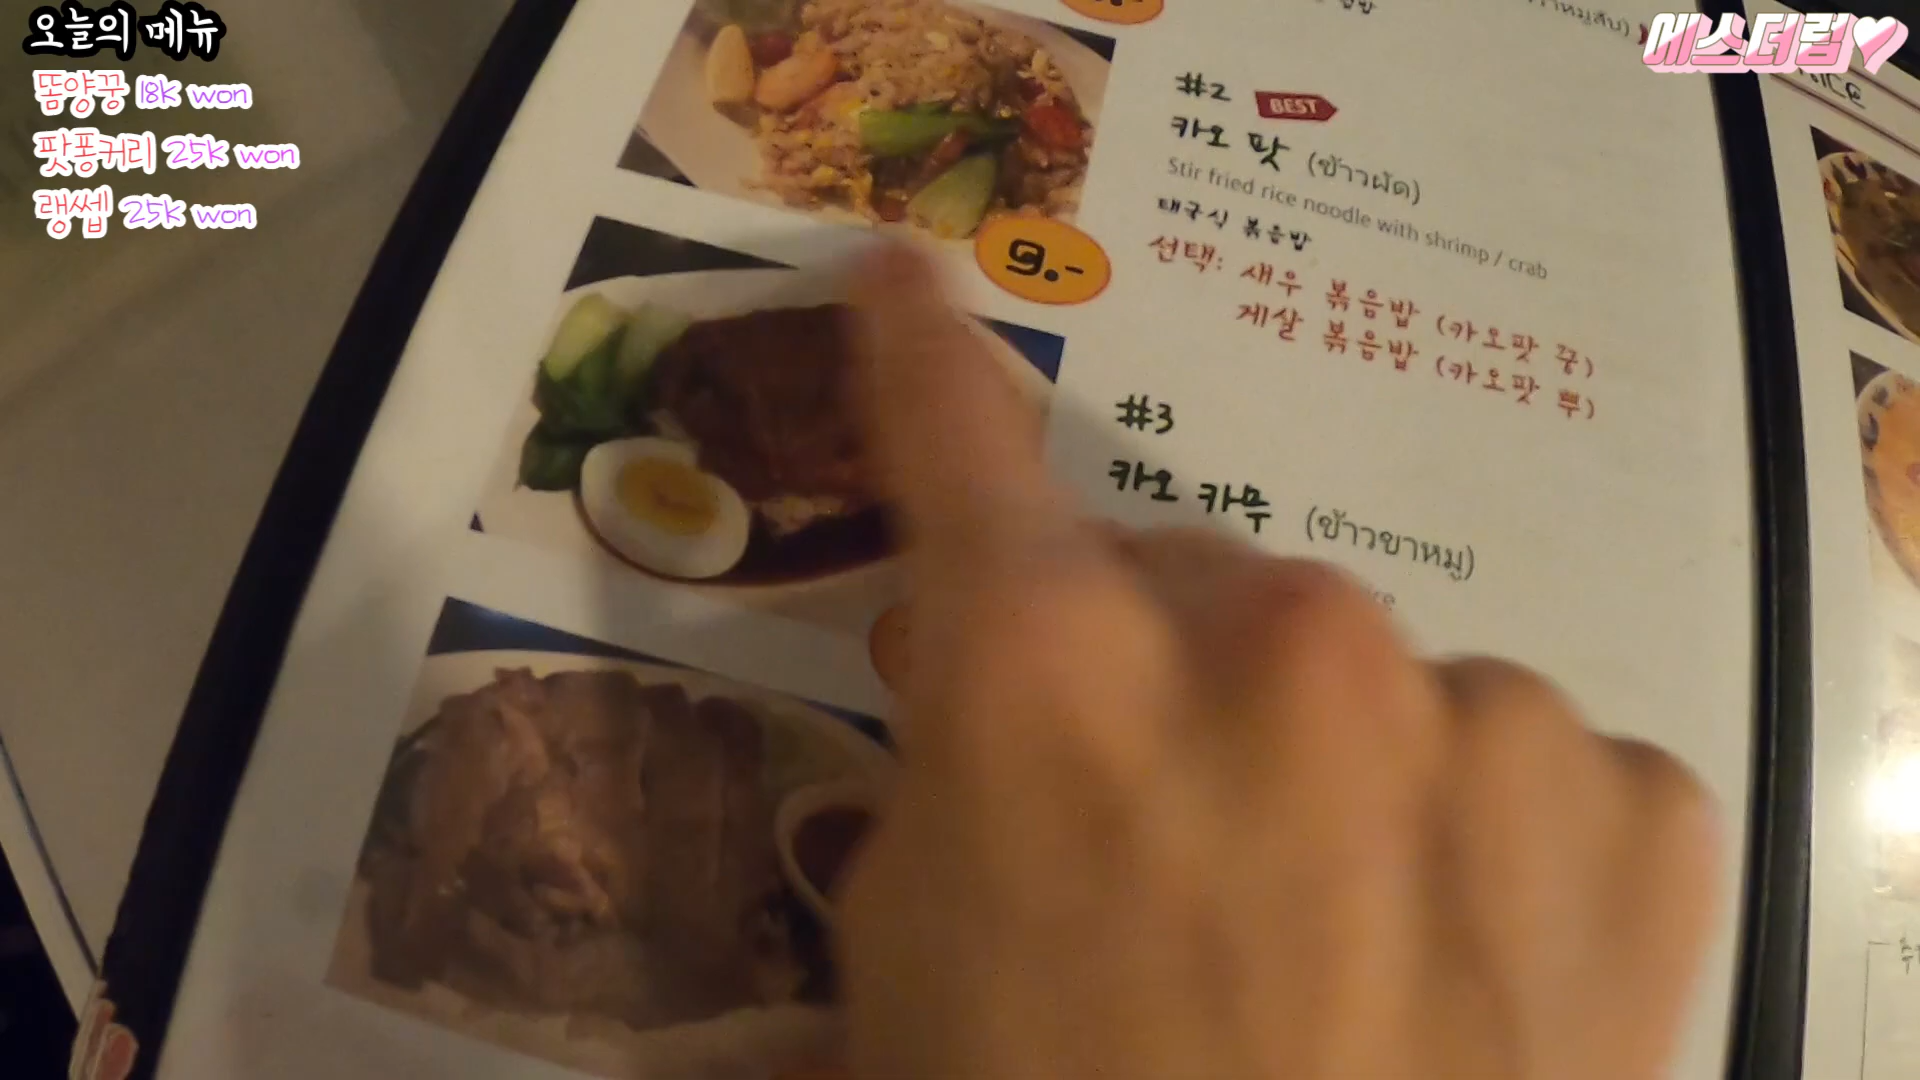 오늘의 메뉴
똠양꿍 18k won
팟퐁커리 25k won
랭쎕 25k won
에스더럽♥
#2 BEST
카오 팟 (ข้าวผัด)
Stir fried rice noodle with shrimp / crab
태국식 볶음밥
9.-
선택: 새우 볶음밥 (카오팟 꿍)
게살 볶음밥 (카오팟 뿌)
#3
카오 카무 (ข้าวขาหมู)